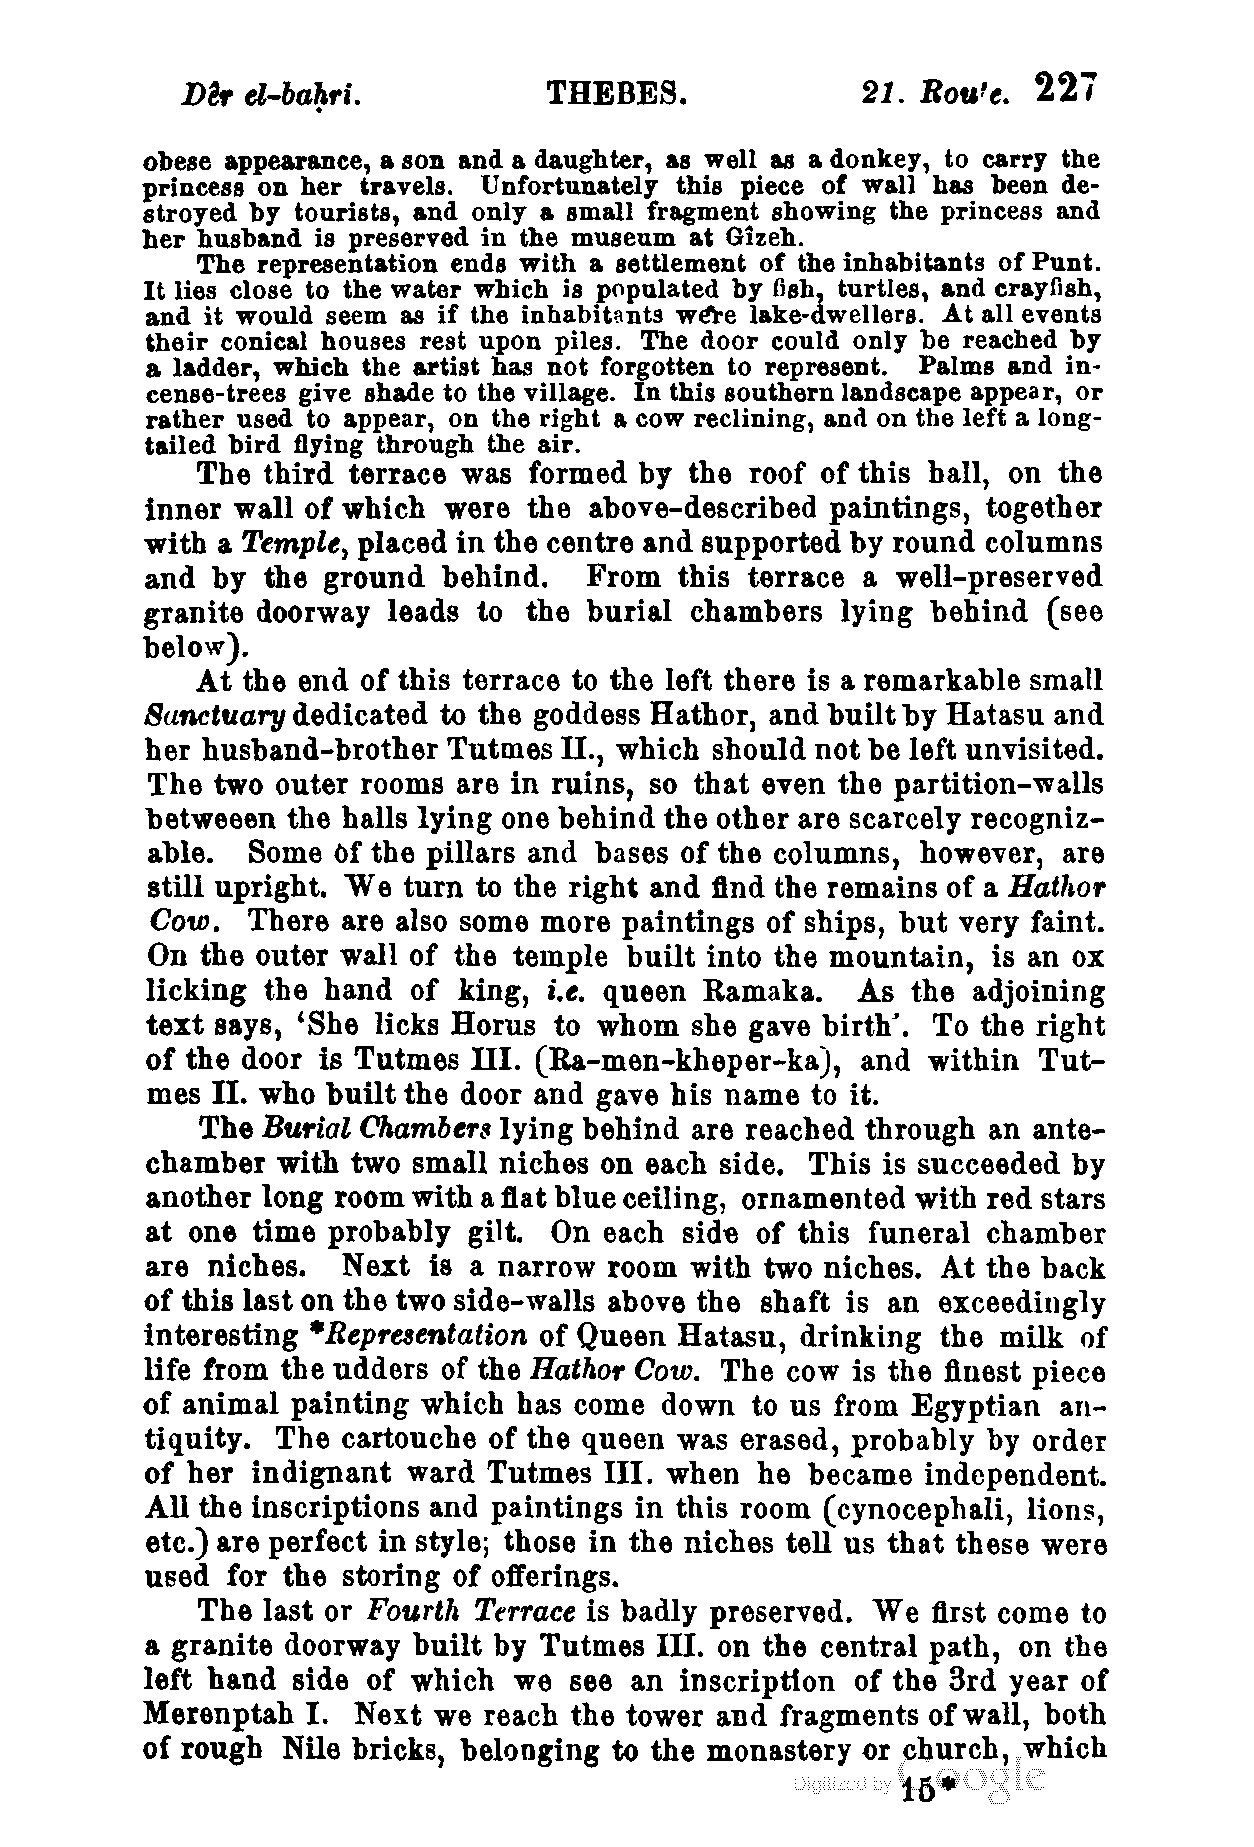 Dêr el-baḥri. THEBES. 21. Rou'e. 227
obese appearance, a son and a daughter, as well as a donkey, to carry the
princess on her travels. Unfortunately this piece of wall has been de-
stroyed by tourists, and only a small fragment showing the princess and
her husband is preserved in the museum at Gîzeh.
The representation ends with a settlement of the inhabitants of Punt.
It lies close to the water which is populated by fish, turtles, and crayfish,
and it would seem as if the inhabitants were lake-dwellers. At all events
their conical houses rest upon piles. The door could only be reached by
a ladder, which the artist has not forgotten to represent. Palms and in-
cense-trees give shade to the village. In this southern landscape appear, or
rather used to appear, on the right a cow reclining, and on the left a long-
tailed bird flying through the air.
The third terrace was formed by the roof of this hall, on the
inner wall of which were the above-described paintings, together
with a Temple, placed in the centre and supported by round columns
and by the ground behind. From this terrace a well-preserved
granite doorway leads to the burial chambers lying behind (see
below).
At the end of this terrace to the left there is a remarkable small
Sanctuary dedicated to the goddess Hathor, and built by Hatasu and
her husband-brother Tutmes II., which should not be left unvisited.
The two outer rooms are in ruins, so that even the partition-walls
betweeen the halls lying one behind the other are scarcely recogniz-
able. Some of the pillars and bases of the columns, however, are
still upright. We turn to the right and find the remains of a Hathor
Cow. There are also some more paintings of ships, but very faint.
On the outer wall of the temple built into the mountain, is an ox
licking the hand of king, i.e. queen Ramaka. As the adjoining
text says, 'She licks Horus to whom she gave birth'. To the right
of the door is Tutmes III. (Ra-men-kheper-ka), and within Tut-
mes II. who built the door and gave his name to it.
The Burial Chambers lying behind are reached through an ante-
chamber with two small niches on each side. This is succeeded by
another long room with a flat blue ceiling, ornamented with red stars
at one time probably gilt. On each side of this funeral chamber
are niches. Next is a narrow room with two niches. At the back
of this last on the two side-walls above the shaft is an exceedingly
interesting *Representation of Queen Hatasu, drinking the milk of
life from the udders of the Hathor Cow. The cow is the finest piece
of animal painting which has come down to us from Egyptian an-
tiquity. The cartouche of the queen was erased, probably by order
of her indignant ward Tutmes III. when he became independent.
All the inscriptions and paintings in this room (cynocephali, lions,
etc.) are perfect in style; those in the niches tell us that these were
used for the storing of offerings.
The last or Fourth Terrace is badly preserved. We first come to
a granite doorway built by Tutmes III. on the central path, on the
left hand side of which we see an inscription of the 3rd year of
Merenptah I. Next we reach the tower and fragments of wall, both
of rough Nile bricks, belonging to the monastery or church, which
Digitized by Google
15*